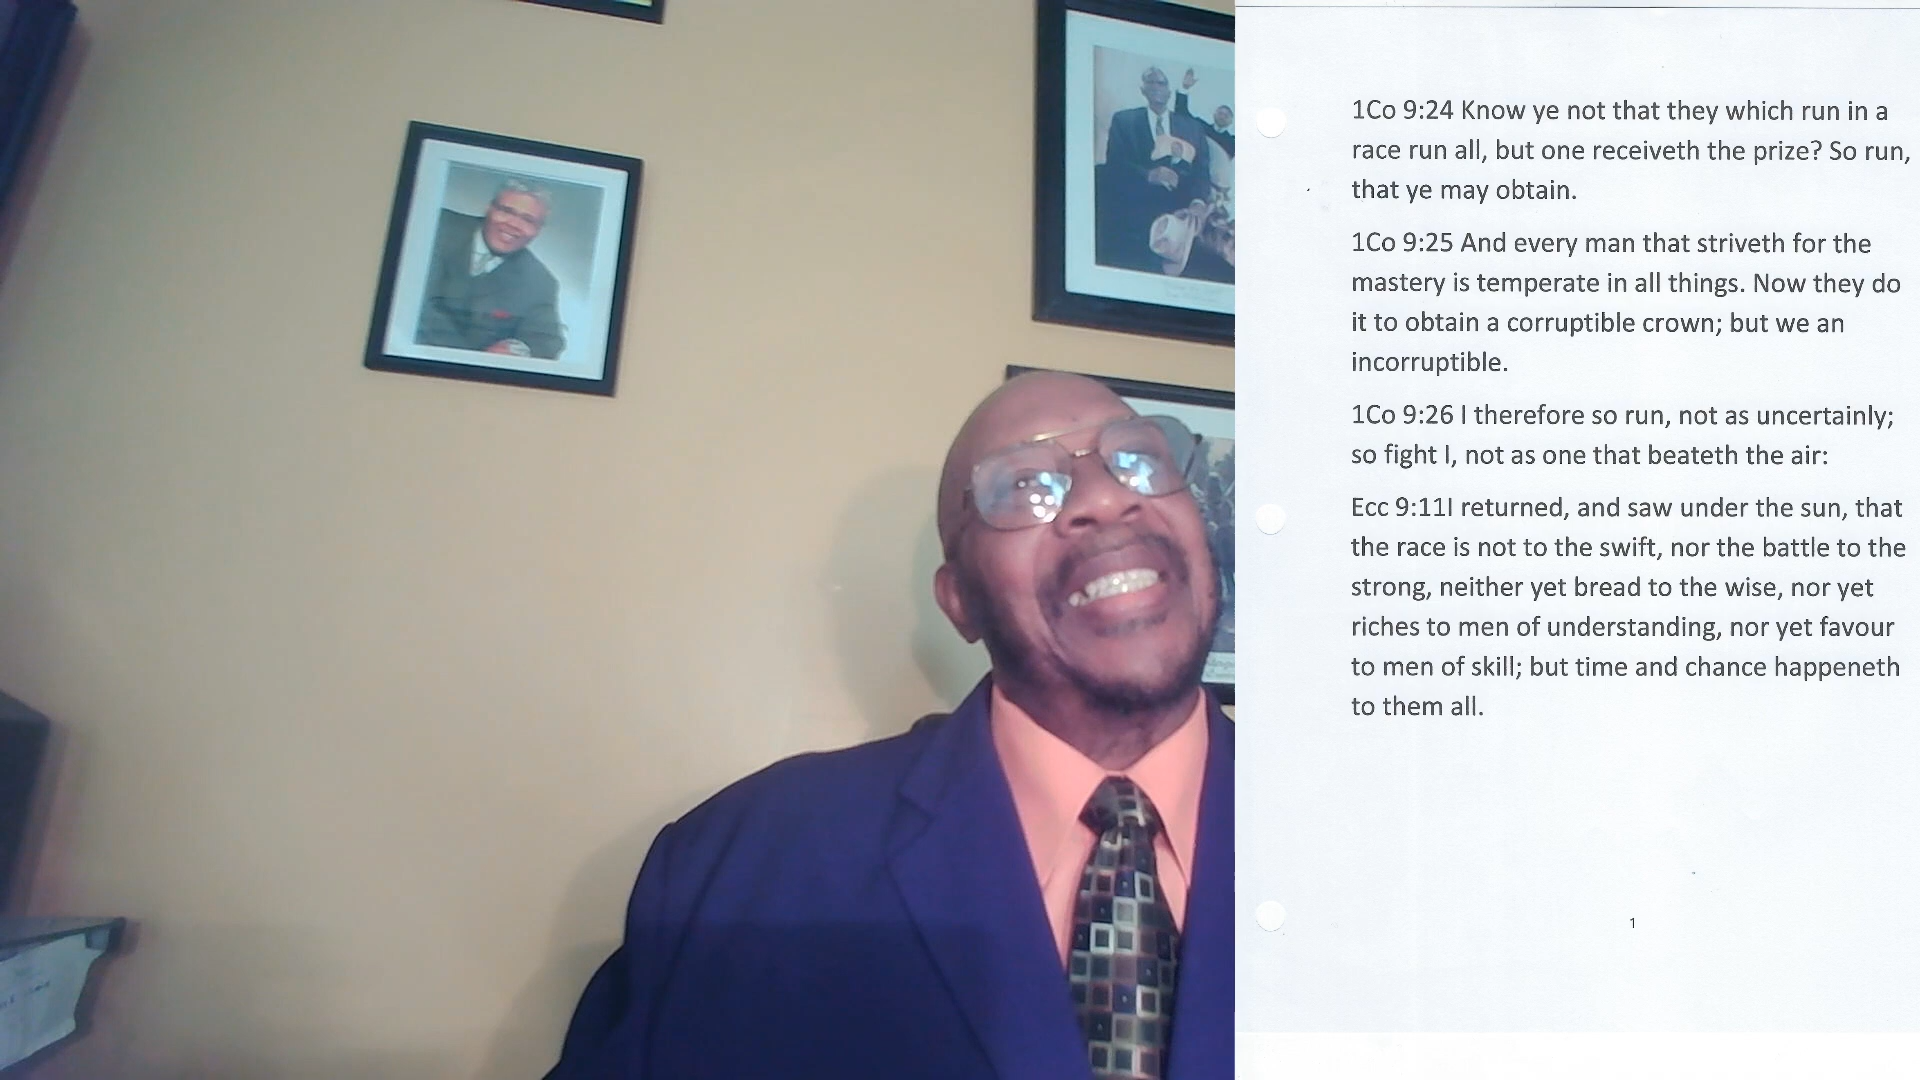 1Co 9:24 Know ye not that they which run in a
race run all, but one receiveth the prize? So run,
that ye may obtain.
1Co 9:25 And every man that striveth for the
mastery is temperate in all things. Now they do
it to obtain a corruptible crown; but we an
incorruptible.
1Co 9:26 I therefore so run, not as uncertainly;
so fight I, not as one that beateth the air:
Ecc 9:11I returned, and saw under the sun, that
the race is not to the swift, nor the battle to the
strong, neither yet bread to the wise, nor yet
riches to men of understanding, nor yet favour
to men of skill; but time and chance happeneth
to them all.
1